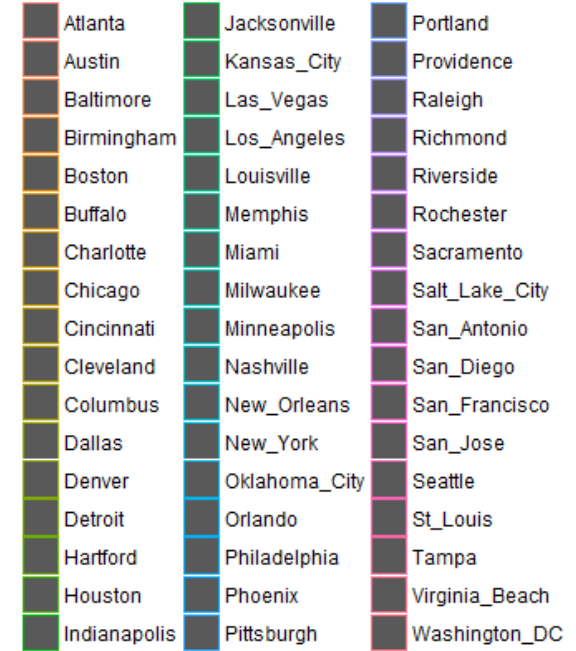 Atlanta
Austin
Baltimore
Birmingham
Boston
Buffalo
Charlotte
Chicago
Cincinnati
Cleveland
Columbus
Dallas
Denver
Detroit
Hartford
Houston
Indianapolis
Jacksonville
Kansas_City
Las_Vegas
Los_Angeles
Louisville
Memphis
Miami
Milwaukee
Minneapolis
Nashville
New_Orleans
New_York
Oklahoma_City
Orlando
Philadelphia
Phoenix
Pittsburgh
Portland
Providence
Raleigh
Richmond
Riverside
Rochester
Sacramento
Salt_Lake_City
San_Antonio
San_Diego
San_Francisco
San_Jose
Seattle
St_Louis
Tampa
Virginia_Beach
Washington_DC